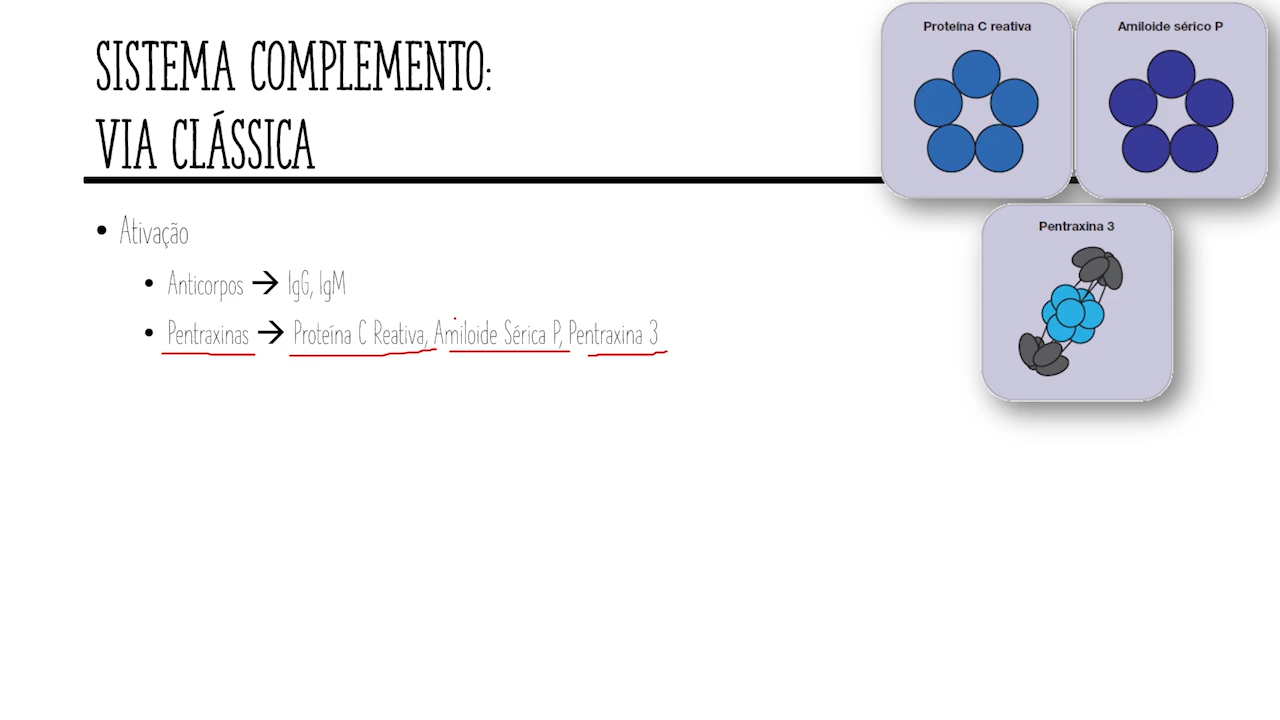 SISTEMA COMPLEMENTO:
VIA CLÁSSICA
• Ativação
• Anticorpos → IgG, IgM
• Pentraxinas → Proteína C Reativa, Amiloide Sérica P, Pentraxina 3
Proteína C reativa
Amiloide sérico P
Pentraxina 3